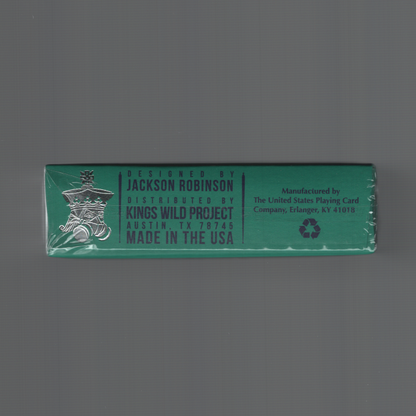 DESIGNED BY
JACKSON ROBINSON
DISTRIBUTED BY
KINGS WILD PROJECT
AUSTIN, TX 78745
MADE IN THE USA
Manufactured by
The United States Playing Card
Company, Erlanger, KY 41018